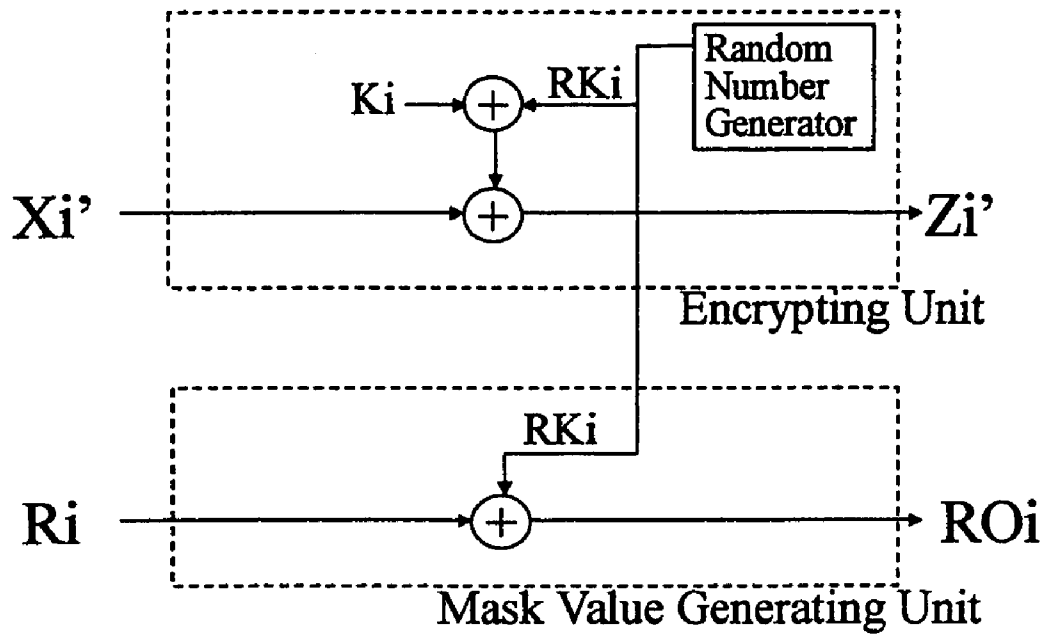 Random
Number
Generator
Ki
RKi
+
Xi’
+
Zi’
Encrypting Unit
RKi
Ri
+
ROi
Mask Value Generating Unit